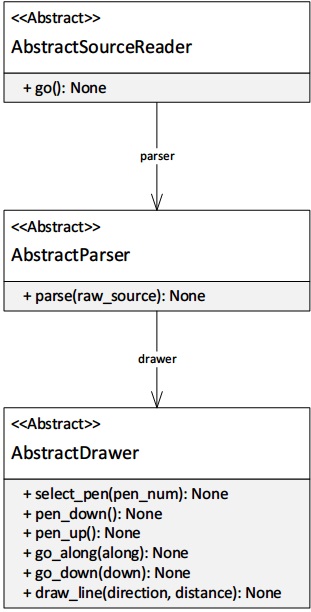 <<Abstract>>
AbstractSourceReader
+ go(): None
parser
<<Abstract>>
AbstractParser
+ parse(raw_source): None
drawer
<<Abstract>>
AbstractDrawer
+ select_pen(pen_num): None
+ pen_down(): None
+ pen_up(): None
+ go_along(along): None
+ go_down(down): None
+ draw_line(direction, distance): None